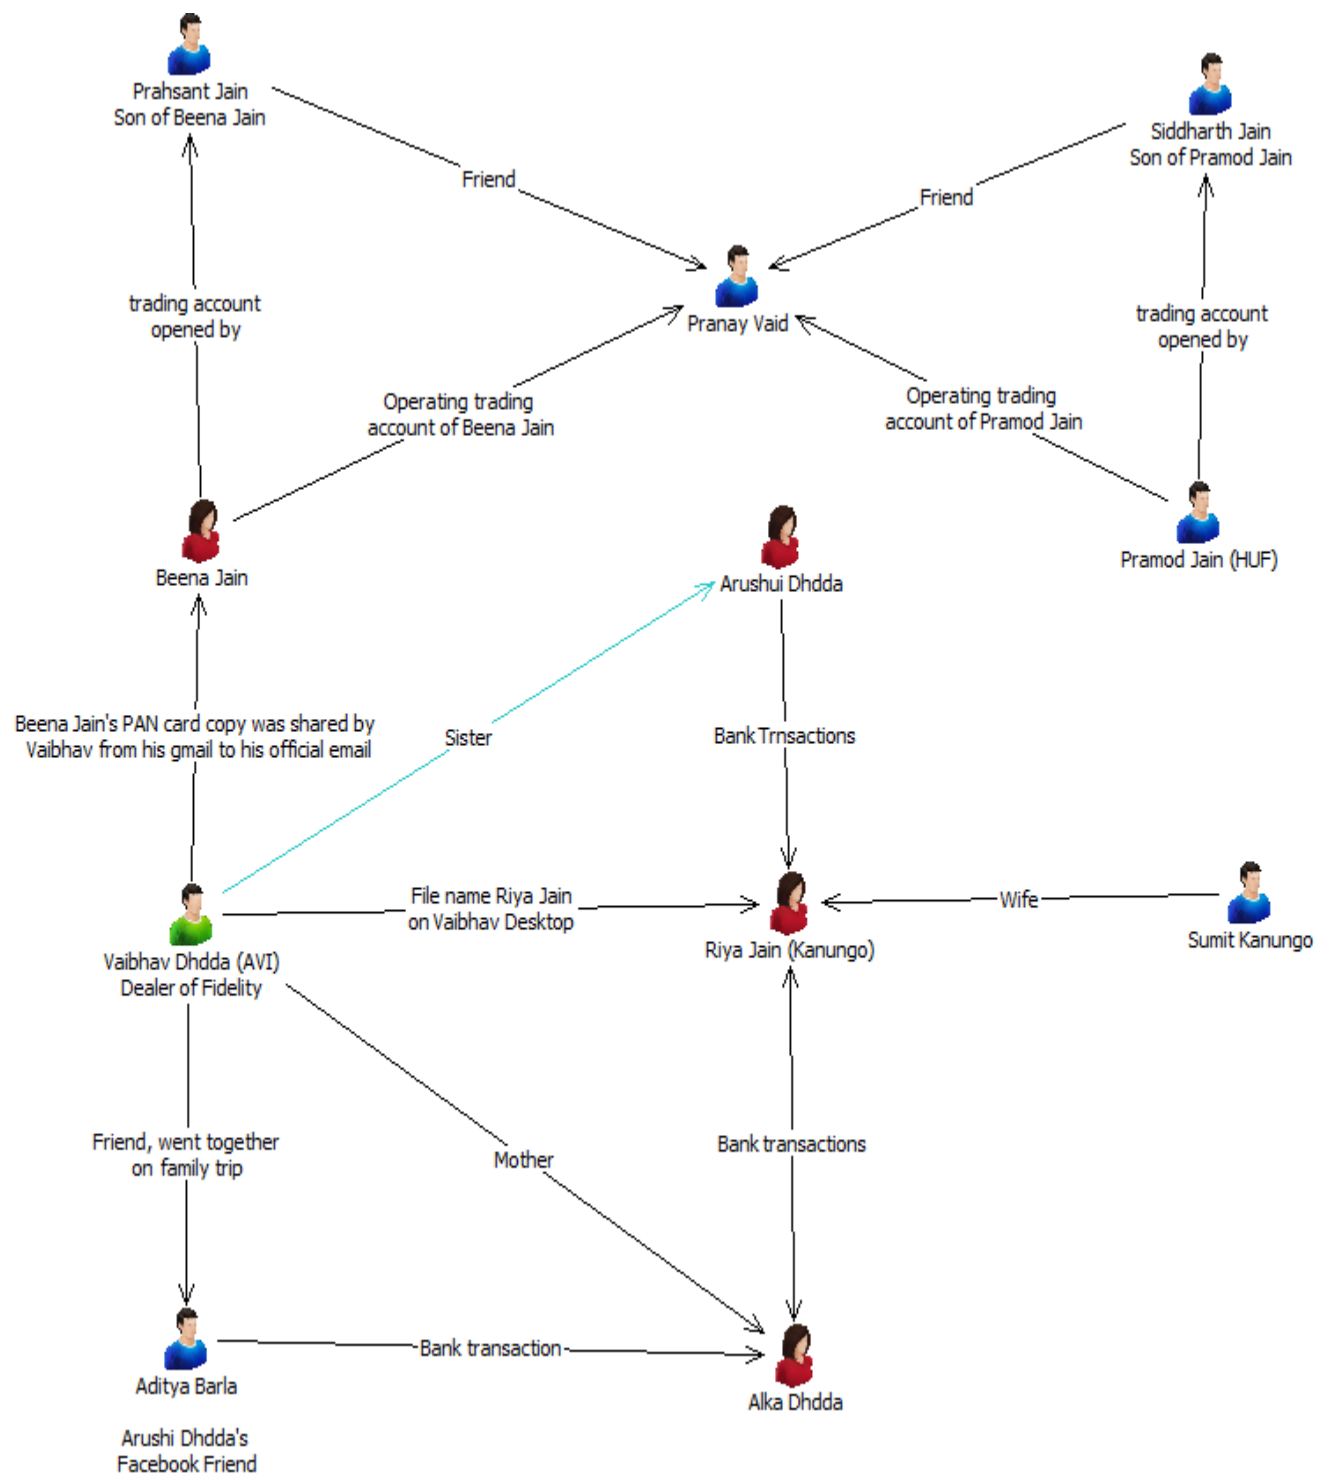 Prahsant Jain
Son of Beena Jain
Siddharth Jain
Son of Pramod Jain
Friend
Friend
trading account
opened by
Pranay Vaid
trading account
opened by
Operating trading
account of Beena Jain
Operating trading
account of Pramod Jain
Beena Jain
Arushui Dhdda
Pramod Jain (HUF)
Beena Jain's PAN card copy was shared by
Vaibhav from his gmail to his official email
Sister
Bank Trnsactions
File name Riya Jain
on Vaibhav Desktop
Wife
Vaibhav Dhdda (AVI)
Dealer of Fidelity
Riya Jain (Kanungo)
Sumit Kanungo
Friend, went together
on family trip
Mother
Bank transactions
Bank transaction
Aditya Barla
Alka Dhdda
Arushi Dhdda's
Facebook Friend